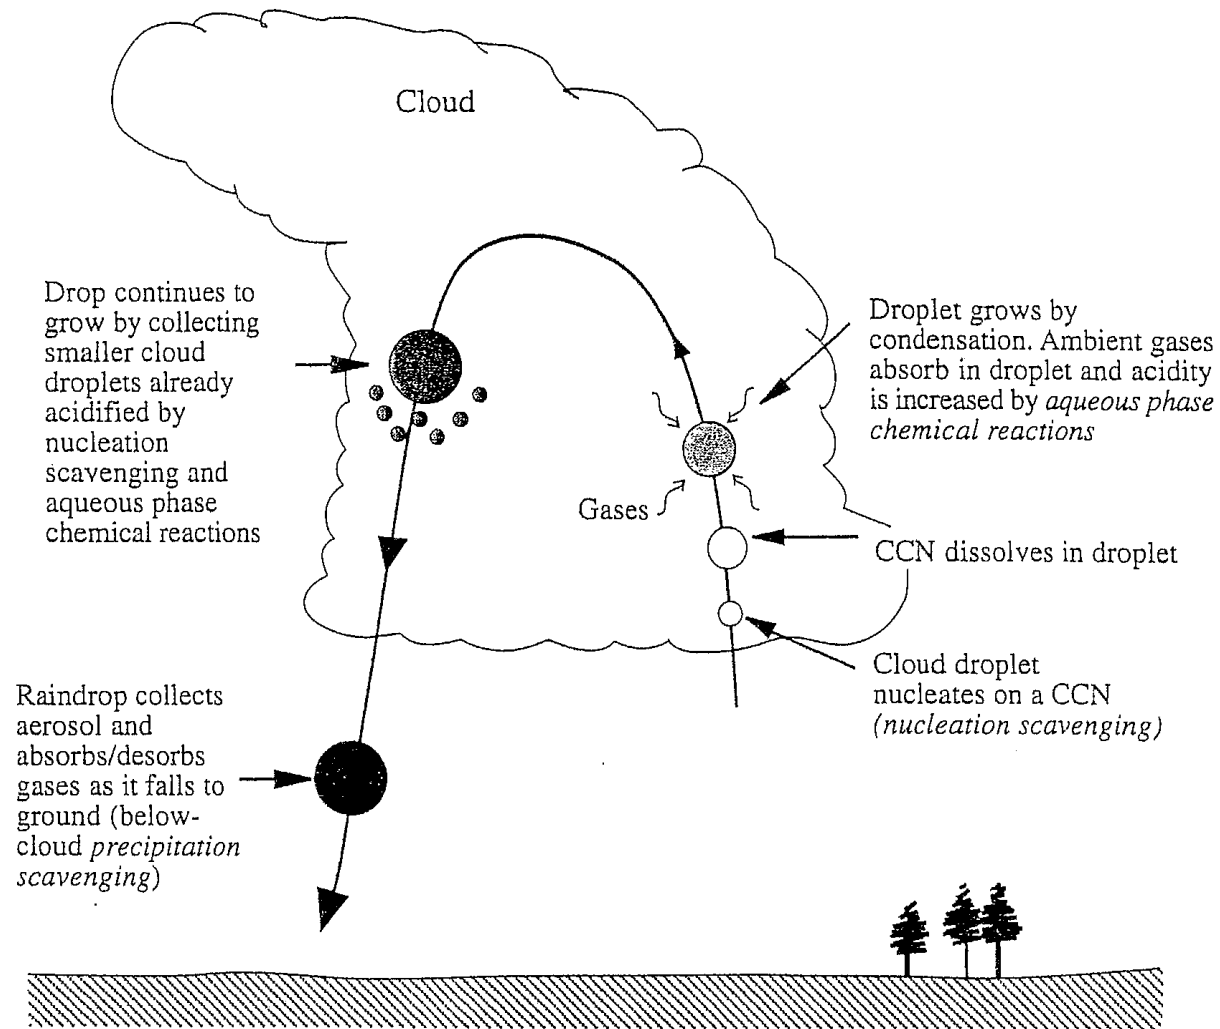 Cloud
Drop continues to
grow by collecting
smaller cloud
droplets already
acidified by
nucleation
scavenging and
aqueous phase
chemical reactions
Droplet grows by
condensation. Ambient gases
absorb in droplet and acidity
is increased by aqueous phase
chemical reactions
Gases
CCN dissolves in droplet
Cloud droplet
nucleates on a CCN
(nucleation scavenging)
Raindrop collects
aerosol and
absorbs/desorbs
gases as it falls to
ground (below-
cloud precipitation
scavenging)